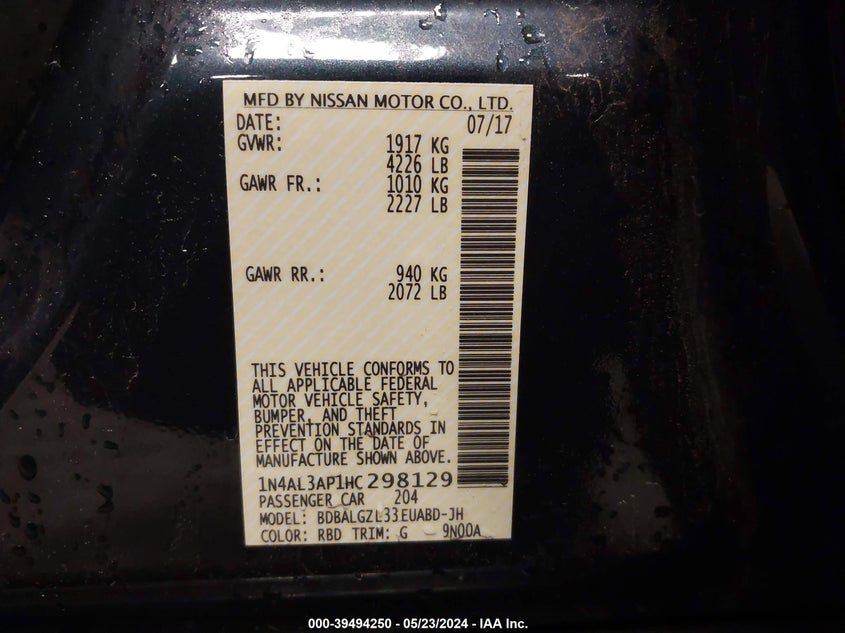 MFD BY NISSAN MOTOR CO., LTD.
DATE: 07/17
GVWR: 1917 KG
4226 LB
GAWR FR.: 1010 KG
2227 LB
GAWR RR.: 940 KG
2072 LB
THIS VEHICLE CONFORMS TO
ALL APPLICABLE FEDERAL
MOTOR VEHICLE SAFETY,
BUMPER, AND THEFT
PREVENTION STANDARDS IN
EFFECT ON THE DATE OF
MANUFACTURE SHOWN ABOVE.
1N4AL3AP1HC298129
PASSENGER CAR 204
MODEL: BDBALGZL33EUABD-JH
COLOR: RBD TRIM: G 9N00A
000-39494250 - 05/23/2024 - IAA Inc.